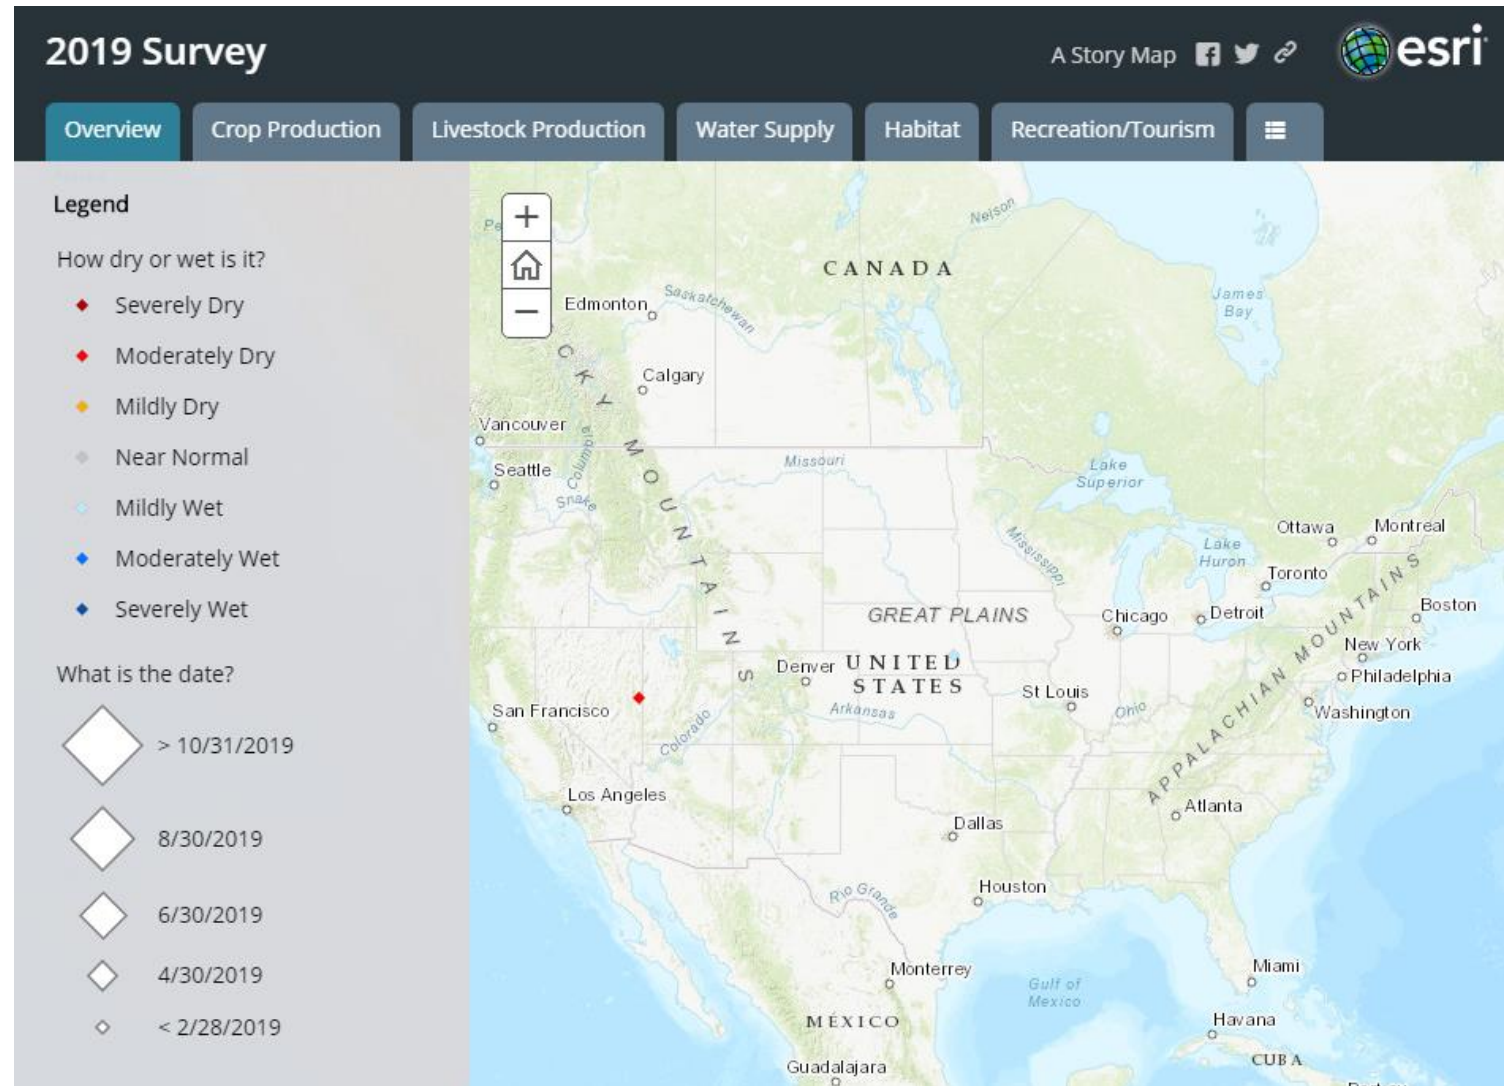 2019 Survey
A Story Map
esri
Overview
Crop Production
Livestock Production
Water Supply
Habitat
Recreation/Tourism
Legend
How dry or wet is it?
Severely Dry
Moderately Dry
Mildly Dry
Near Normal
Mildly Wet
Moderately Wet
Severely Wet
What is the date?
> 10/31/2019
8/30/2019
6/30/2019
4/30/2019
< 2/28/2019
+
−
Nelson
CANADA
Edmonton
Saskatchewan
James
Bay
Calgary
Vancouver
Columbia
CKY MOUNTAINS
Seattle
Snake
Missouri
Lake
Superior
Mississippi
Ottawa
Montreal
Lake
Huron
Toronto
GREAT PLAINS
Chicago
Detroit
Boston
New York
Philadelphia
Washington
APPALACHIAN MOUNTAINS
Denver
UNITED
STATES
St Louis
Ohio
Arkansas
San Francisco
Colorado
Los Angeles
Atlanta
Dallas
Rio Grande
Houston
Monterrey
Gulf of
Mexico
Miami
MÉXICO
Havana
CUBA
Guadalajara